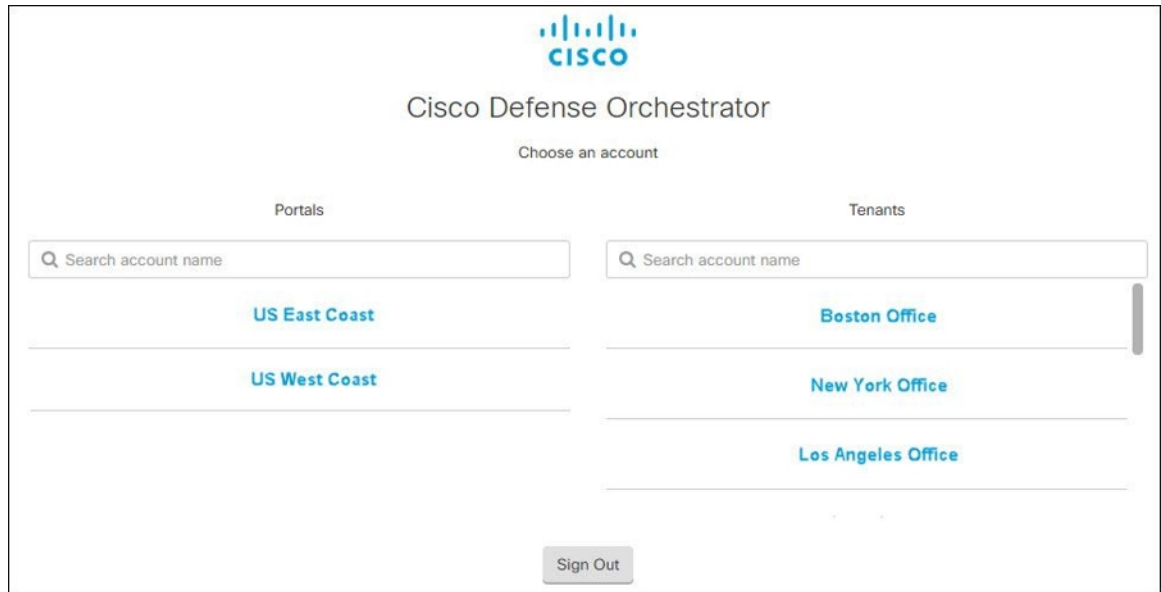 CISCO
Cisco Defense Orchestrator
Choose an account
Portals
Tenants
Search account name
Search account name
US East Coast
Boston Office
US West Coast
New York Office
Los Angeles Office
Sign Out